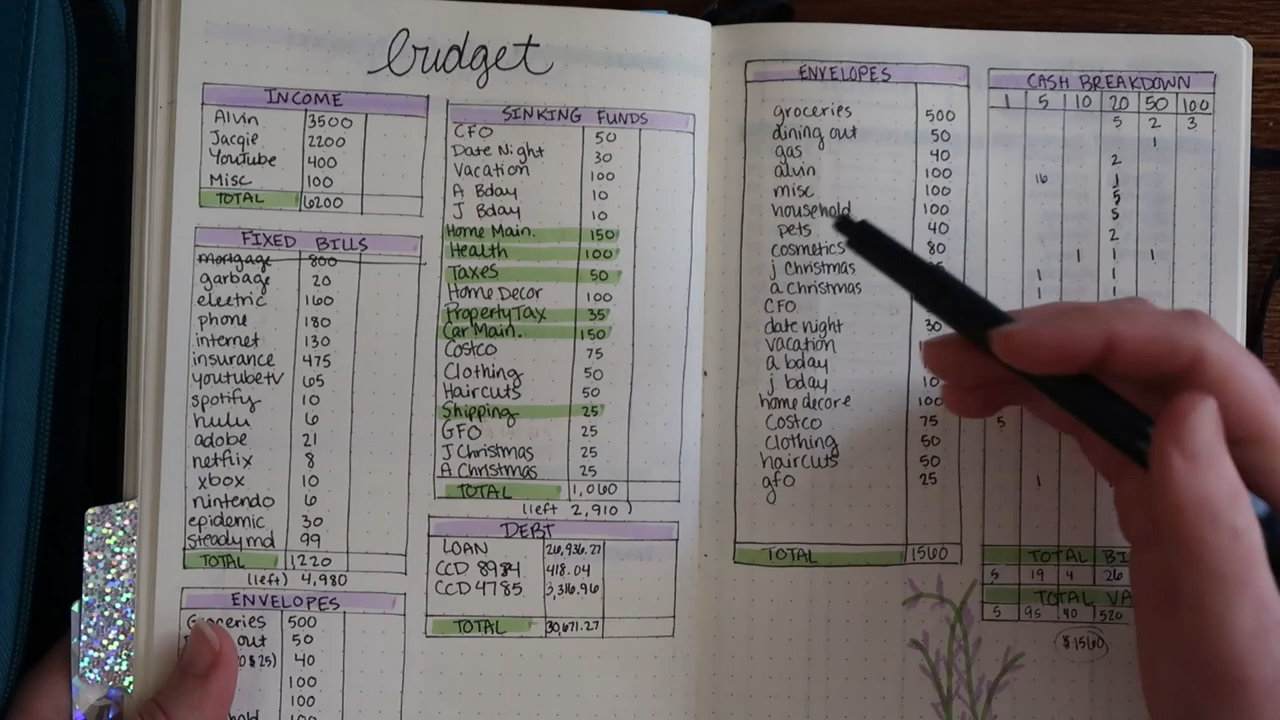 budget
INCOME
Alvin 3500
Jacqie 2200
YouTube 400
Misc 100
TOTAL 6200
FIXED BILLS
mortgage 800
garbage 20
electric 160
phone 180
internet 130
insurance 475
youtubetv 65
spotify 10
hulu 6
adobe 21
netflix 8
xbox 10
nintendo 6
epidemic 30
steadymd 99
TOTAL 1220
(left) 4,980
ENVELOPES
Groceries 500
out 50
$25) 40
100
100
SINKING FUNDS
CFO 50
Date Night 30
Vacation 100
A Bday 10
J Bday 10
Home Main. 150
Health 100
Taxes 50
Home Decor 100
Property Tax 35
Car Main. 150
Costco 75
Clothing 50
Haircuts 50
Shipping 25
GFO 25
J Christmas 25
A Christmas 25
TOTAL 1,060
(left 2,910)
DEBT
LOAN 26,936.27
CCD 8984 418.04
CCD 4785 3,316.96
TOTAL 30,671.27
ENVELOPES
groceries 500
dining out 50
gas 40
alvin 100
misc 100
household 100
pets 40
cosmetics 80
j Christmas
a Christmas
CFO
date night 30
vacation
a bday
j bday 10
home decore 100
Costco 75
clothing 50
haircuts 50
gfo 25
TOTAL 1560
CASH BREAKDOWN
1 5 10 20 50 100
5 2 3
1
2
16 1
5
5
2
1 1 1
1 1
1 1
5
1
TOTAL BI
5 19 4 26
TOTAL VA
5 95 40 520
$1560